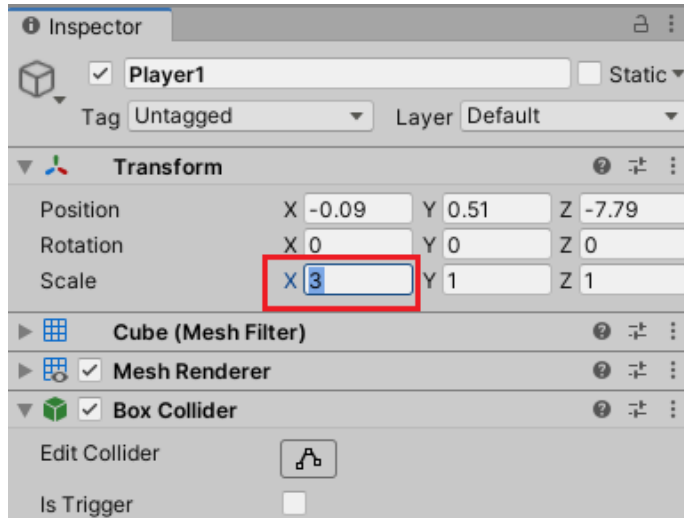 Inspector
Player1 Static
Tag Untagged Layer Default
Transform
Position X -0.09 Y 0.51 Z -7.79
Rotation X 0 Y 0 Z 0
Scale X 3 Y 1 Z 1
Cube (Mesh Filter)
Mesh Renderer
Box Collider
Edit Collider
Is Trigger